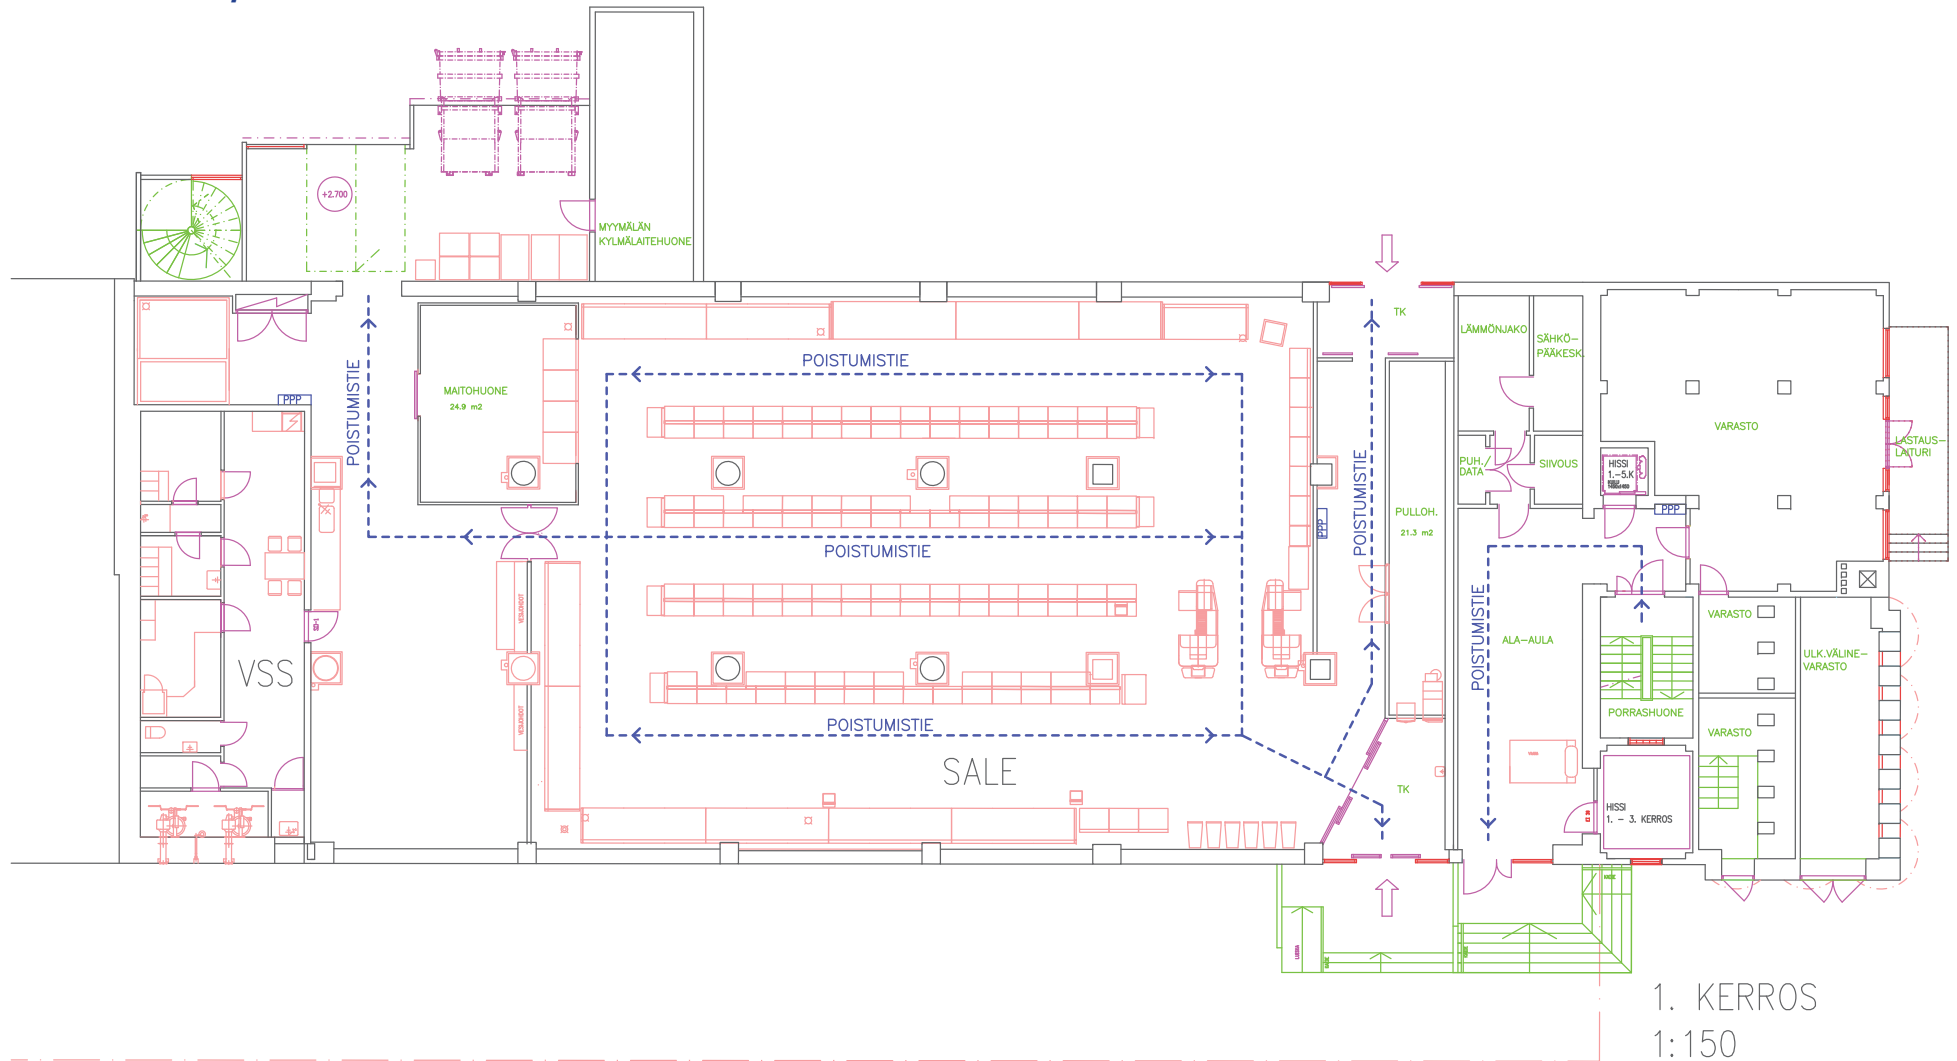 +2.700
MYYMÄLÄN
KYLMÄLAITEHUONE
TK
LÄMMÖNJAKO
SÄHKÖ-
PÄÄKESK.
POISTUMISTIE
POISTUMISTIE
MAITOHUONE
24.9 m2
PPP
VARASTO
LASTAUS-
LAITURI
PUH./
DATA
SIIVOUS
HISSI
1.-5.K
POISTUMISTIE
PULLOH.
21.3 m2
PPP
PPP
POISTUMISTIE
POISTUMISTIE
ALA-AULA
VARASTO
ULK.VÄLINE-
VARASTO
VSS
PORRASHUONE
POISTUMISTIE
VARASTO
SALE
TK
HISSI
1. - 3. KERROS
1. KERROS
1:150